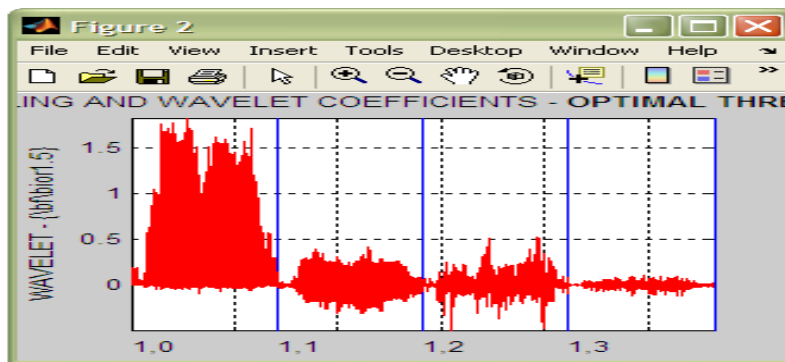 Figure 2
File Edit View Insert Tools Desktop Window Help
LING AND WAVELET COEFFICIENTS - OPTIMAL THRE
WAVELET - {\bf\bior1.5}
1.5
1
0.5
0
1,0 1,1 1,2 1,3